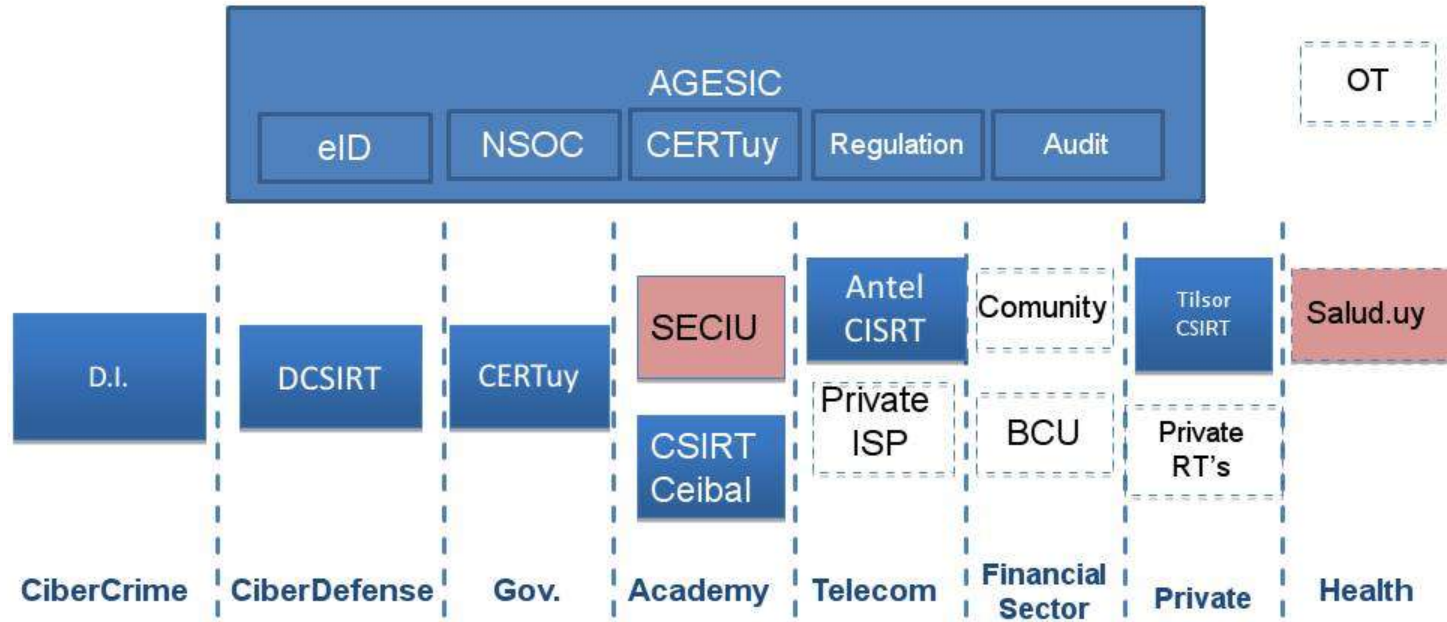 AGESIC
OT
eID
NSOC
CERTuy
Regulation
Audit
D.I.
DCSIRT
CERTuy
SECIU
CSIRT
Ceibal
Antel
CISRT
Private
ISP
Comunity
BCU
Tilsor
CSIRT
Private
RT's
Salud.uy
CiberCrime
CiberDefense
Gov.
Academy
Telecom
Financial
Sector
Private
Health